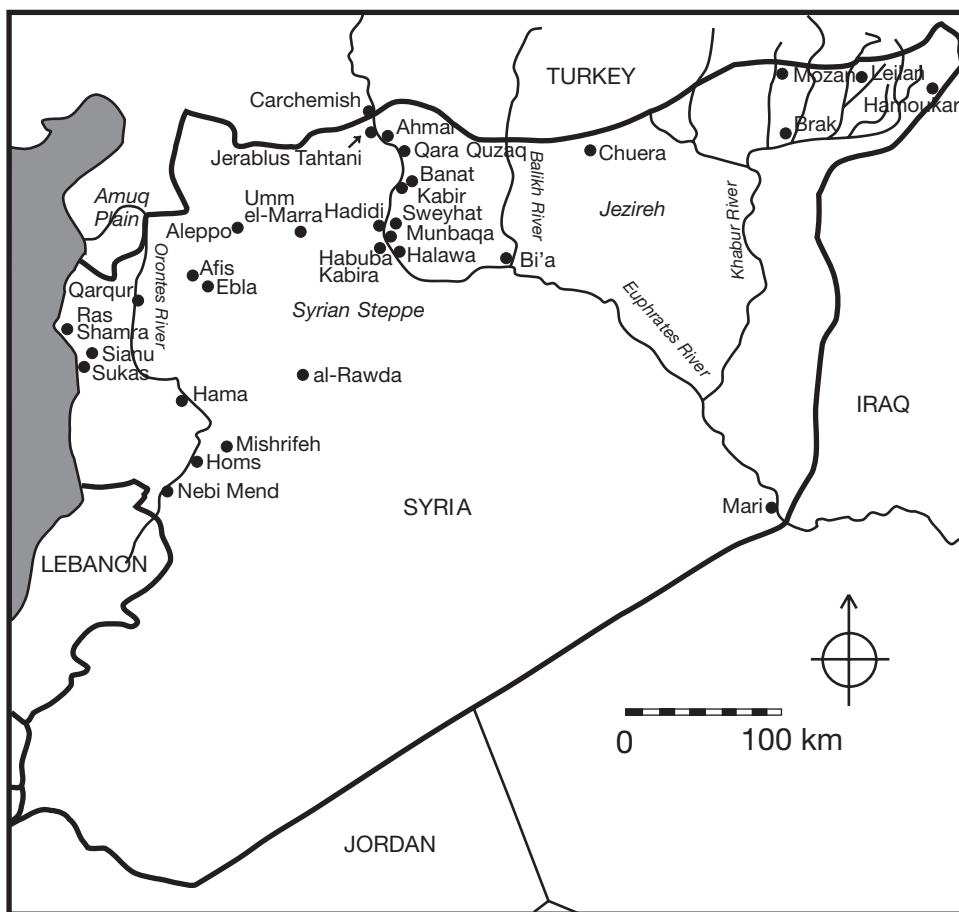 TURKEY
Mozan
Leilan
Hamoukar
Carchemish
Ahmar
Brak
Jerablus Tahtani
Qara Quzaq
Chuera
Banat
Kabir
Balikh River
Jezireh
Khabur River
Amuq
Plain
Umm
el-Marra
Hadidi
Sweyhat
Munbaqa
Aleppo
Habuba
Kabira
Halawa
Bi'a
Afis
Ebla
Qarqur
Orontes River
Syrian Steppe
Euphrates River
Ras
Shamra
Sianu
Sukas
al-Rawda
Hama
IRAQ
Mishrifeh
Homs
Nebi Mend
SYRIA
Mari
LEBANON
0
100 km
JORDAN